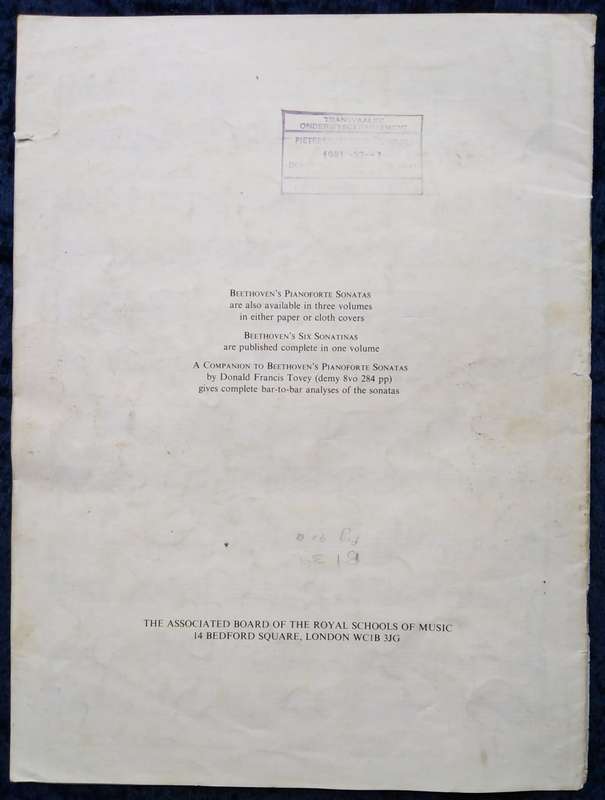 TRANSVAALSE
ONDERWYSDEPARTEMENT
BEETHOVEN'S PIANOFORTE SONATAS
are also available in three volumes
in either paper or cloth covers
BEETHOVEN'S SIX SONATINAS
are published complete in one volume
A COMPANION TO BEETHOVEN'S PIANOFORTE SONATAS
by Donald Francis Tovey (demy 8vo 284 pp)
gives complete bar-to-bar analyses of the sonatas
THE ASSOCIATED BOARD OF THE ROYAL SCHOOLS OF MUSIC
14 BEDFORD SQUARE, LONDON WC1B 3JG